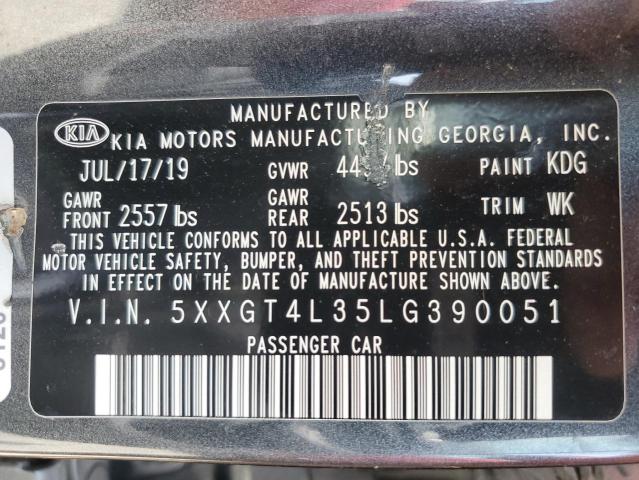 MANUFACTURED BY
KIA KIA MOTORS MANUFACTURING GEORGIA, INC.
JUL/17/19 GVWR lbs PAINT KDG
GAWR FRONT 2557 lbs GAWR REAR 2513 lbs TRIM WK
THIS VEHICLE CONFORMS TO ALL APPLICABLE U.S.A. FEDERAL
MOTOR VEHICLE SAFETY, BUMPER, AND THEFT PREVENTION STANDARDS
IN EFFECT ON THE DATE OF MANUFACTURE SHOWN ABOVE.
V.I.N. 5XXGT4L35LG390051
PASSENGER CAR